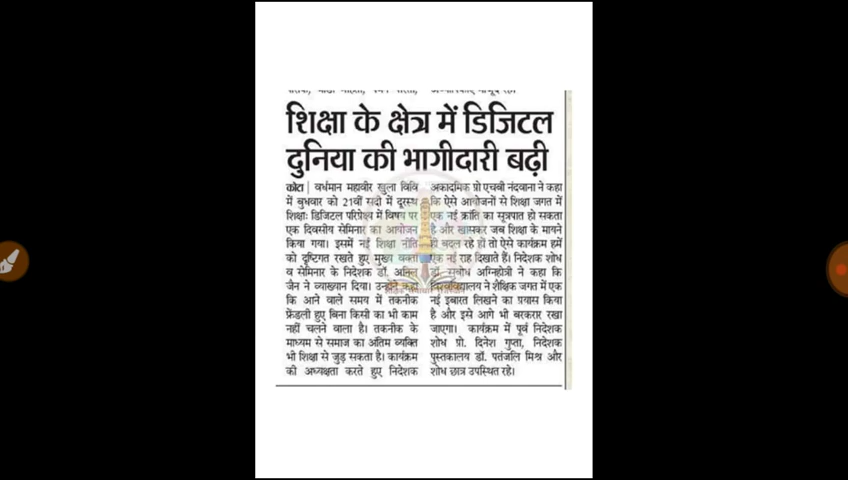 शिक्षा के क्षेत्र में डिजिटल
दुनिया की भागीदारी बढ़ी
कोटा | वर्धमान महावीर खुला विवि
में बुधवार को 21वीं सदी में दूरस्थ
शिक्षाः डिजिटल परिप्रेक्ष्य में विषय पर
एक दिवसीय सेमिनार का आयोजन
किया गया। इसमें नई शिक्षा नीति
को दृष्टिगत रखते हुए मुख्य वक्ता
व सेमिनार के निदेशक डॉ. अनिल
जैन ने व्याख्यान दिया। उन्होंने कहा
कि आने वाले समय में तकनीक
फ्रेंडली हुए बिना किसी का भी काम
नहीं चलने वाला है। तकनीक के
माध्यम से समाज का अंतिम व्यक्ति
भी शिक्षा से जुड़ सकता है। कार्यक्रम
की अध्यक्षता करते हुए निदेशक
अकादमिक प्रो एचबी नंदवाना ने कहा
कि ऐसे आयोजनों से शिक्षा जगत में
एक नई क्रांति का सूत्रपात हो सकता
है और खासकर जब शिक्षा के मायने
ही बदल रहे हों तो ऐसे कार्यक्रम हमें
एक नई राह दिखाते हैं। निदेशक शोध
डॉ. सुबोध अग्निहोत्री ने कहा कि
विश्वविद्यालय ने शैक्षिक जगत में एक
नई इबारत लिखने का प्रयास किया
है और इसे आगे भी बरकरार रखा
जाएगा। कार्यक्रम में पूर्व निदेशक
शोध प्रो. दिनेश गुप्ता, निदेशक
पुस्तकालय डॉ. पतंजलि मिश्र और
शोध छात्र उपस्थित रहे।